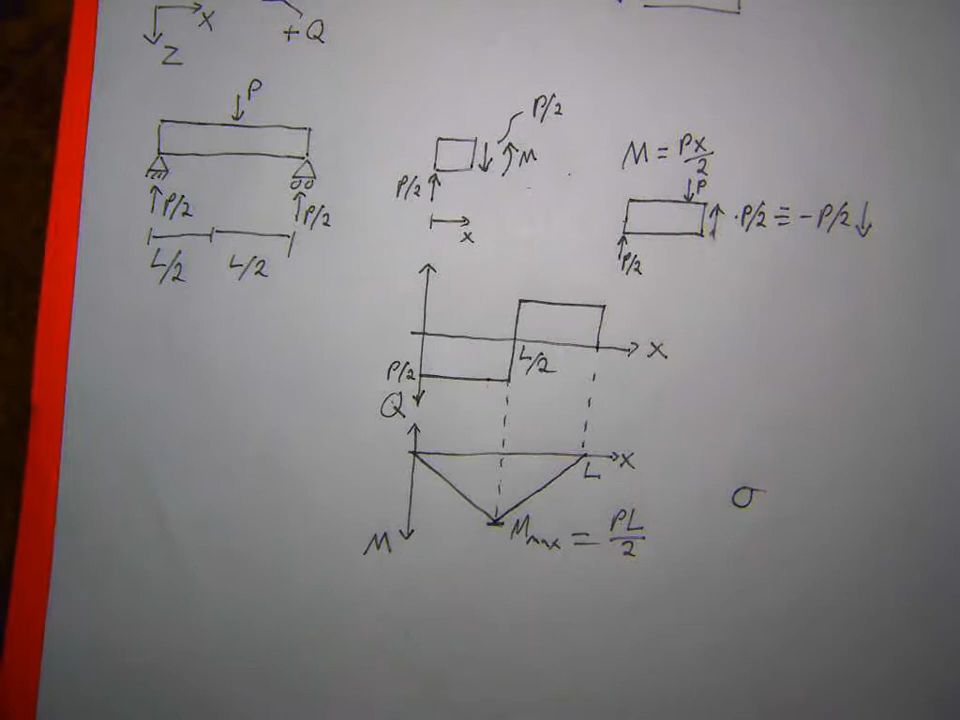 X
Z
+ Q
P
P/2
P/2
L/2
L/2
P/2
M
P/2
x
M = Px/2
P
·P/2 ≡ -P/2 ↓
P/2
P/2
L/2
X
Q
X
L
M
Mmax = PL/2
σ